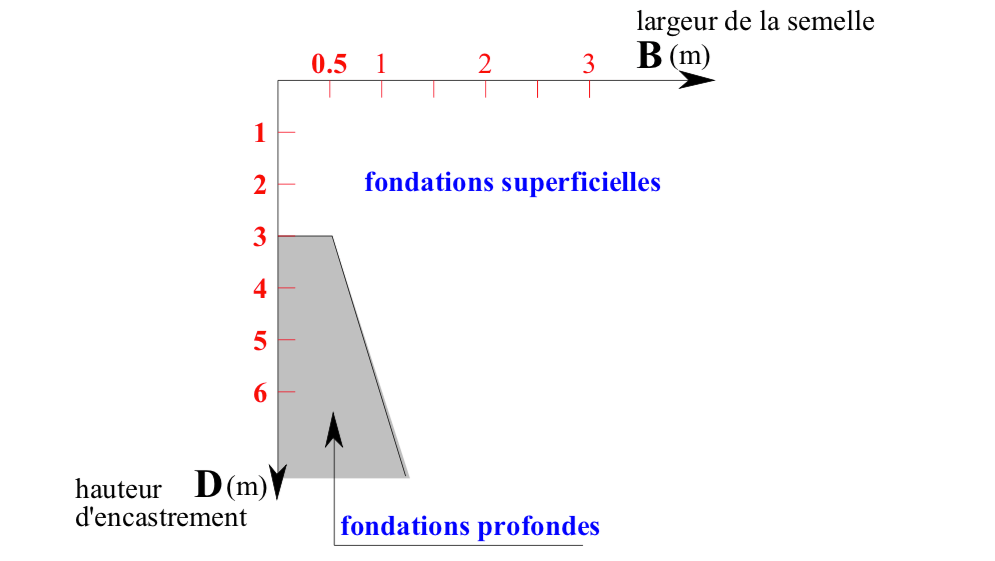 largeur de la semelle
B (m)
0.5 1 2 3
1
2
fondations superficielles
3
4
5
6
hauteur
d'encastrement
D (m)
fondations profondes